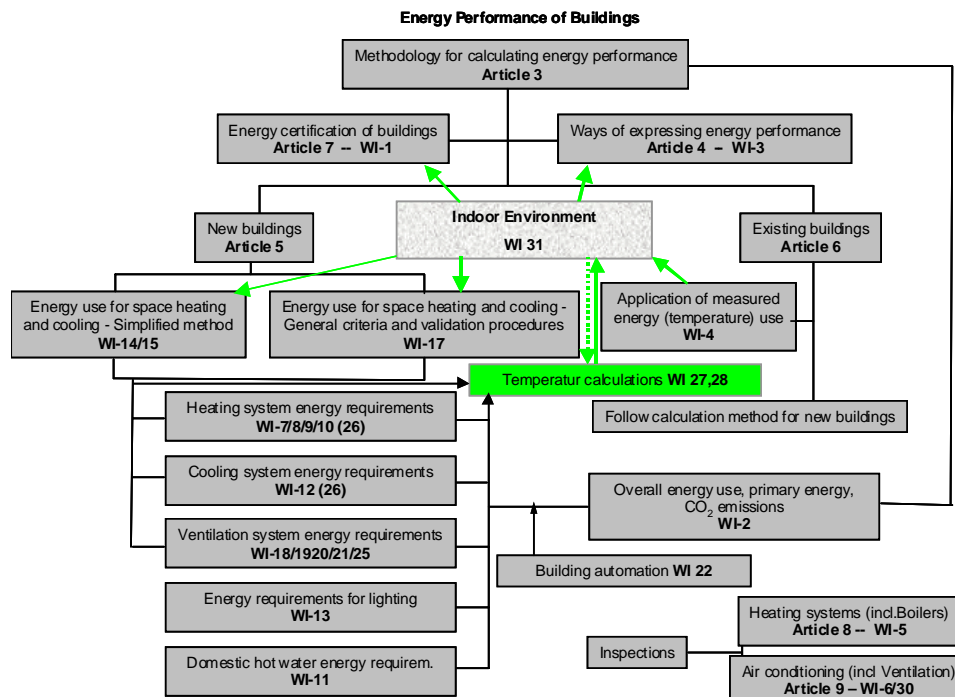 Energy Performance of Buildings
Methodology for calculating energy performance
Article 3
Energy certification of buildings
Article 7 -- WI-1
Ways of expressing energy performance
Article 4 – WI-3
New buildings
Article 5
Indoor Environment
WI 31
Existing buildings
Article 6
Energy use for space heating
and cooling - Simplified method
WI-14/15
Energy use for space heating and cooling -
General criteria and validation procedures
WI-17
Application of measured
energy (temperature) use
WI-4
Temperatur calculations WI 27,28
Heating system energy requirements
WI-7/8/9/10 (26)
Follow calculation method for new buildings
Cooling system energy requirements
WI-12 (26)
Overall energy use, primary energy,
CO2 emissions
WI-2
Ventilation system energy requirements
WI-18/1920/21/25
Building automation WI 22
Energy requirements for lighting
WI-13
Heating systems (incl.Boilers)
Article 8 -- WI-5
Inspections
Domestic hot water energy requirem.
WI-11
Air conditioning (incl Ventilation)
Article 9 – WI-6/30